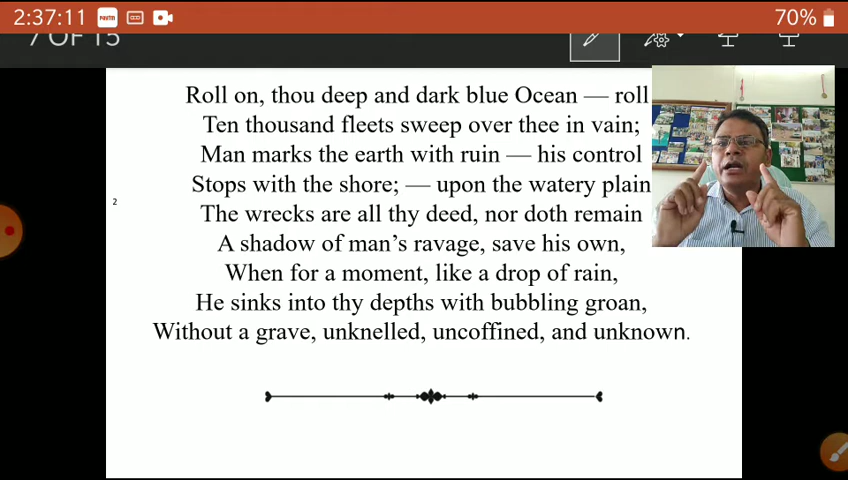 2:37:11 PAYTM 70%
7 OF 15
Roll on, thou deep and dark blue Ocean — roll
Ten thousand fleets sweep over thee in vain;
Man marks the earth with ruin — his control
Stops with the shore; — upon the watery plain
2
The wrecks are all thy deed, nor doth remain
A shadow of man’s ravage, save his own,
When for a moment, like a drop of rain,
He sinks into thy depths with bubbling groan,
Without a grave, unknelled, uncoffined, and unknown.